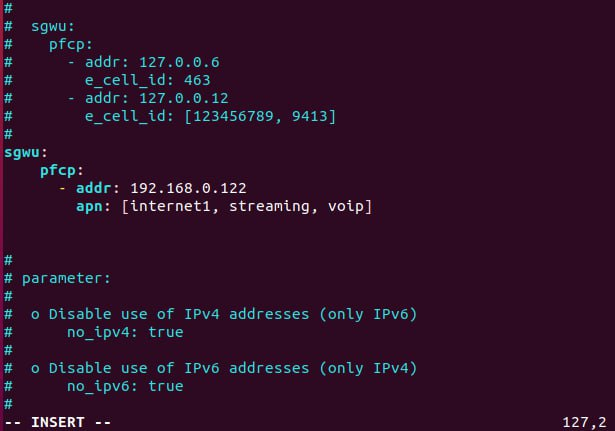 #
#  sgwu:
#    pfcp:
#      - addr: 127.0.0.6
#        e_cell_id: 463
#      - addr: 127.0.0.12
#        e_cell_id: [123456789, 9413]
#
sgwu:
    pfcp:
      - addr: 192.168.0.122
        apn: [internet1, streaming, voip]
#
# parameter:
#
#  o Disable use of IPv4 addresses (only IPv6)
#      no_ipv4: true
#
#  o Disable use of IPv6 addresses (only IPv4)
#      no_ipv6: true
#
-- INSERT -- 127,2